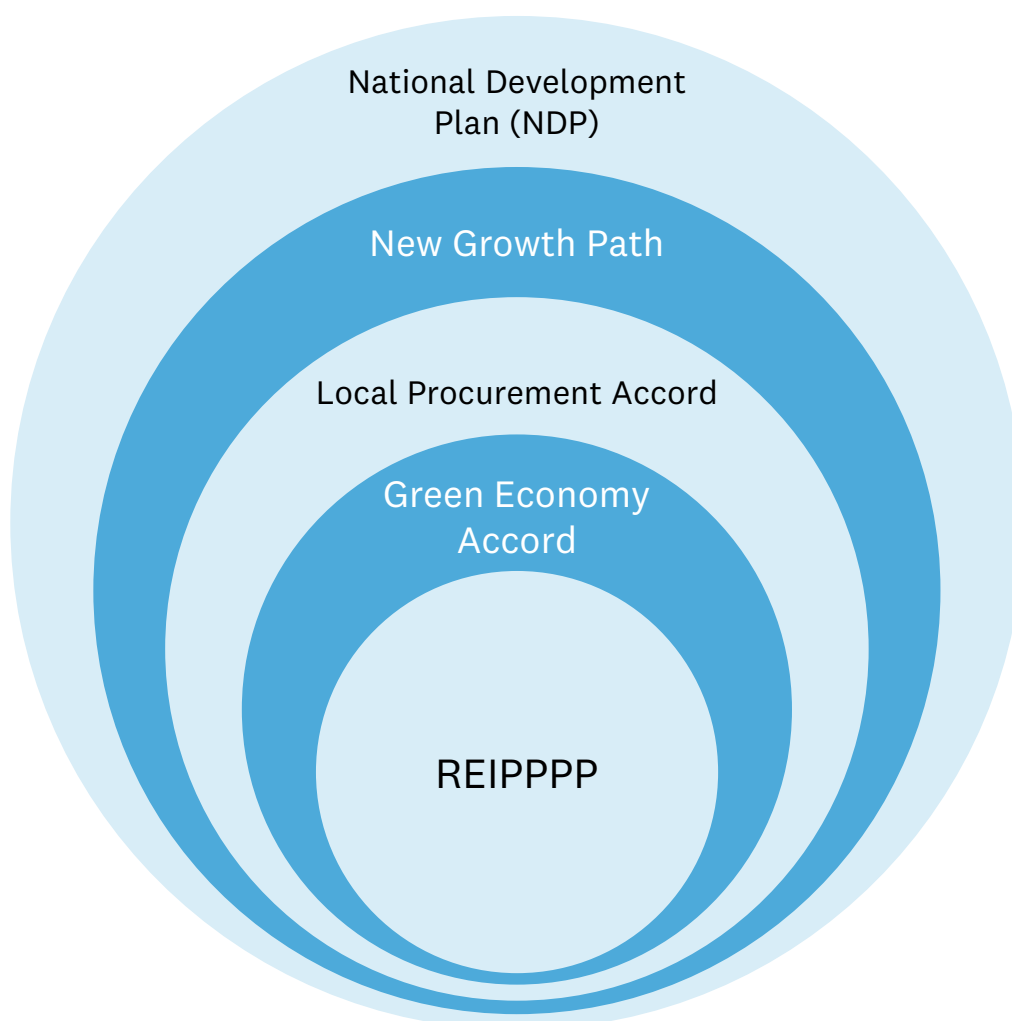 National Development
Plan (NDP)
New Growth Path
Local Procurement Accord
Green Economy
Accord
REIPPPP